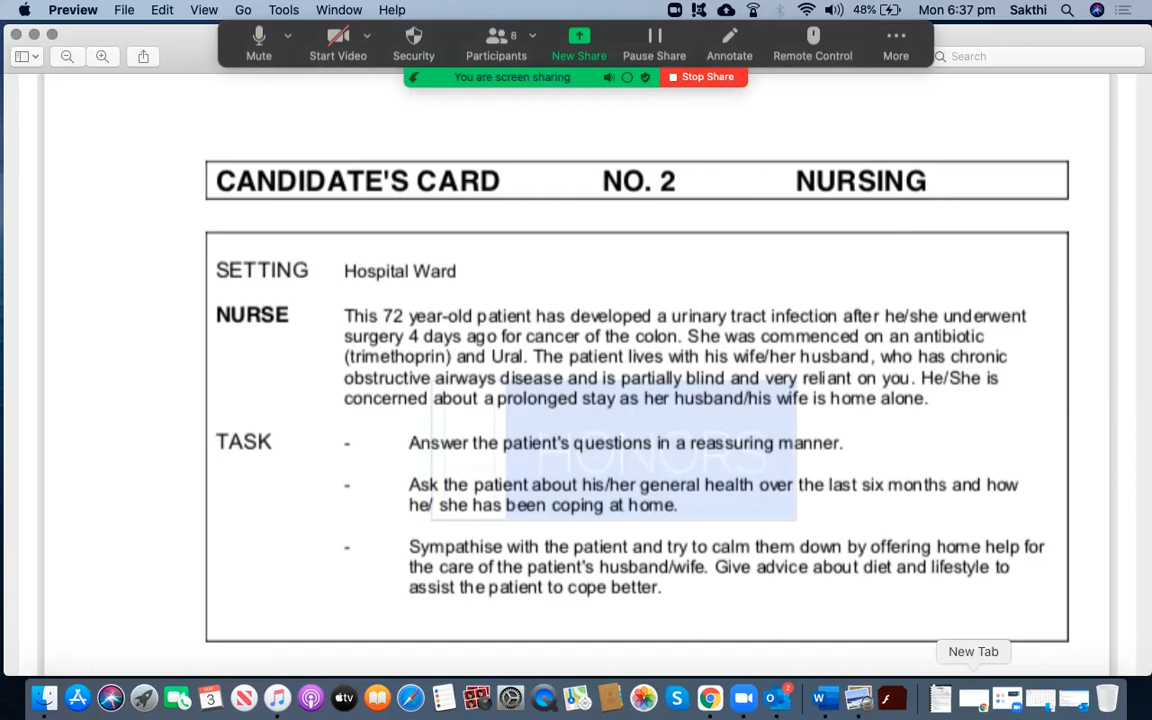 Preview File Edit View Go Tools Window Help 48% Mon 6:37 pm Sakthi
Mute Start Video Security Participants 8 New Share Pause Share Annotate Remote Control More
Search
You are screen sharing Stop Share
CANDIDATE'S CARD NO. 2 NURSING
SETTING Hospital Ward
NURSE This 72 year-old patient has developed a urinary tract infection after he/she underwent
surgery 4 days ago for cancer of the colon. She was commenced on an antibiotic
(trimethoprin) and Ural. The patient lives with his wife/her husband, who has chronic
obstructive airways disease and is partially blind and very reliant on you. He/She is
concerned about a prolonged stay as her husband/his wife is home alone.
TASK - Answer the patient's questions in a reassuring manner.
HONORS
- Ask the patient about his/her general health over the last six months and how
he/ she has been coping at home.
- Sympathise with the patient and try to calm them down by offering home help for
the care of the patient's husband/wife. Give advice about diet and lifestyle to
assist the patient to cope better.
New Tab
MAR
3
tv
2